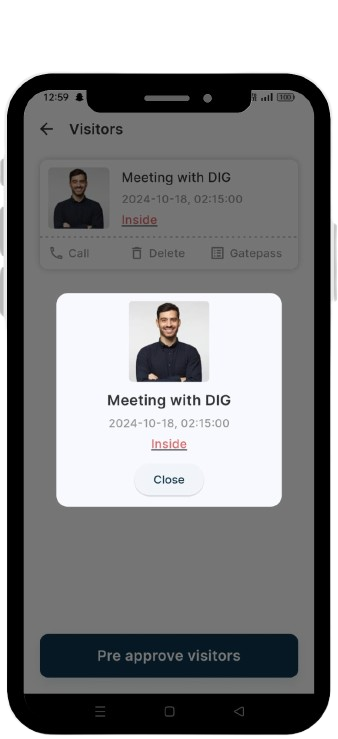 12:59
100
Visitors
Meeting with DIG
2024-10-18, 02:15:00
Inside
Call Delete Gatepass
Meeting with DIG
2024-10-18, 02:15:00
Inside
Close
Pre approve visitors